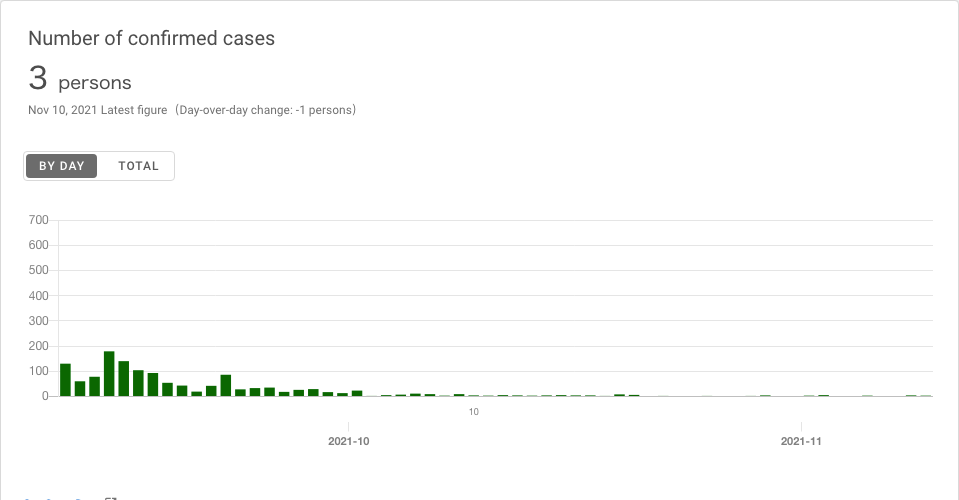 Number of confirmed cases
3 persons
Nov 10, 2021 Latest figure (Day-over-day change: -1 persons)
BY DAY TOTAL
700
600
500
400
300
200
100
0
10
2021-10 2021-11